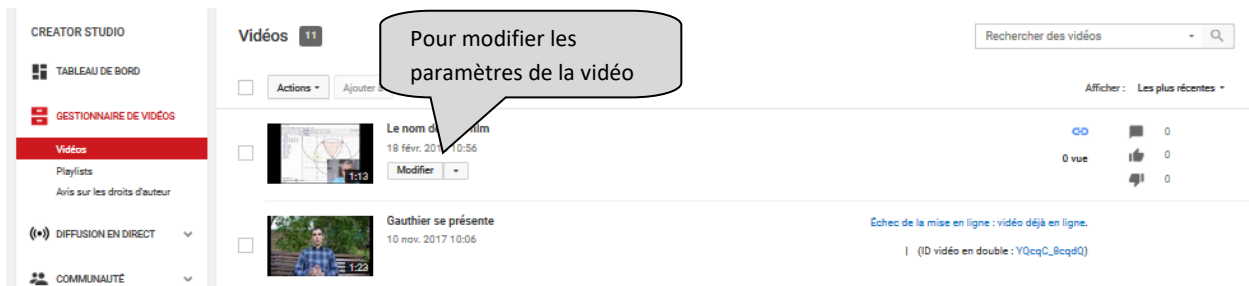 CREATOR STUDIO
TABLEAU DE BORD
GESTIONNAIRE DE VIDÉOS
Vidéos
Playlists
Avis sur les droits d'auteur
DIFFUSION EN DIRECT
COMMUNAUTÉ
Vidéos 11
Pour modifier les
paramètres de la vidéo
Rechercher des vidéos
Actions
Ajouter
Afficher : Les plus récentes
Le nom
18 févr. 10:56
Modifier
1:13
0 vue
0
0
0
Gauthier se présente
10 nov. 2017 10:06
1:23
Échec de la mise en ligne : vidéo déjà en ligne.
| (ID vidéo en double : YQcqC_8cqdQ)